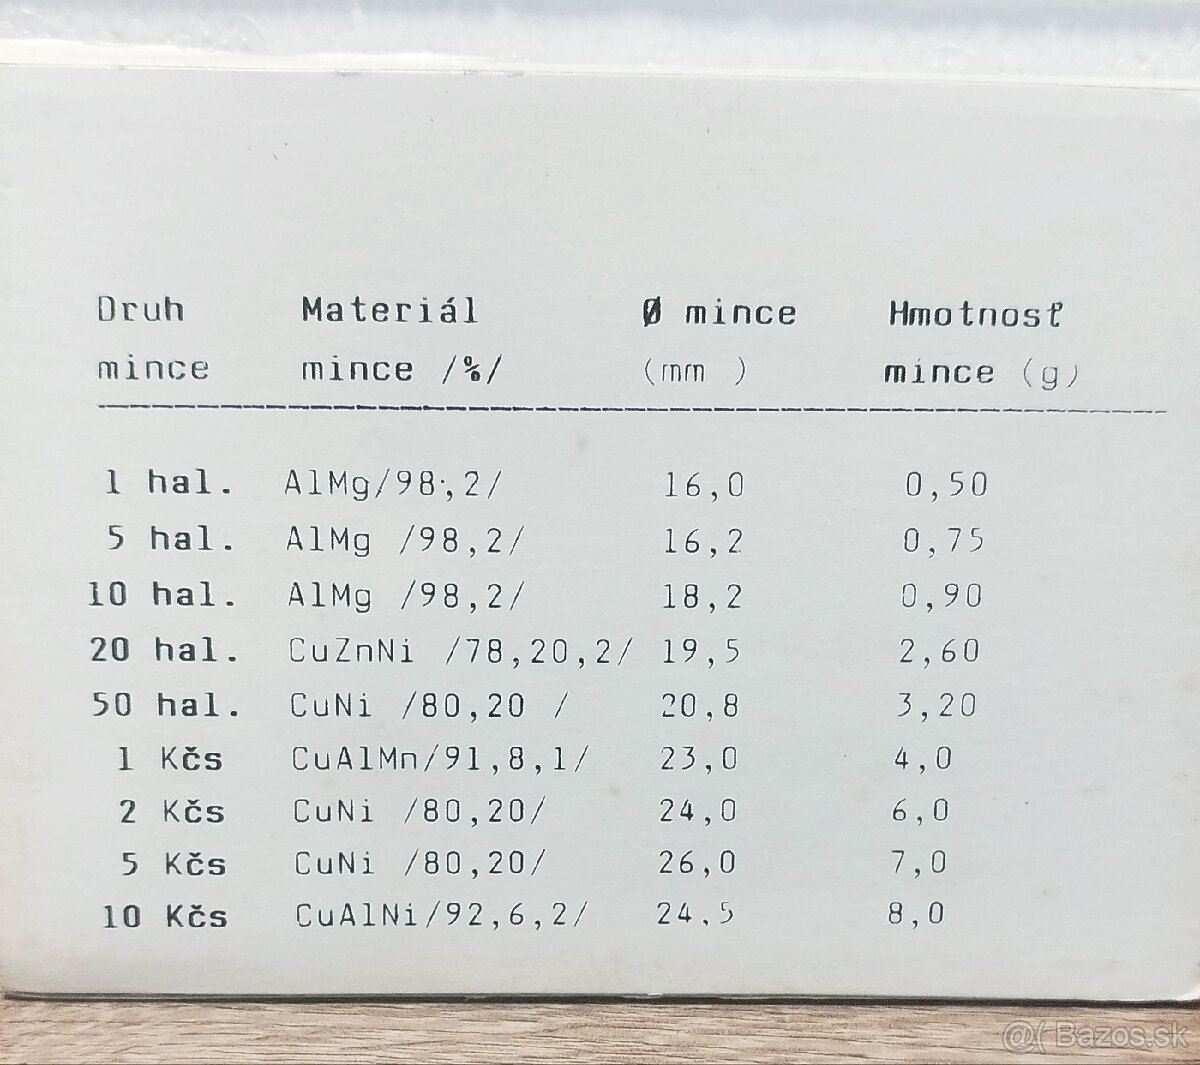 Druh Materiál Ø mince Hmotnosť
mince mince /%/ (mm ) mince (g)
1 hal. AlMg/98,2/ 16,0 0,50
5 hal. AlMg /98,2/ 16,2 0,75
10 hal. AlMg /98,2/ 18,2 0,90
20 hal. CuZnNi /78,20,2/ 19,5 2,60
50 hal. CuNi /80,20 / 20,8 3,20
1 Kčs CuAlMn/91,8,1/ 23,0 4,0
2 Kčs CuNi /80,20/ 24,0 6,0
5 Kčs CuNi /80,20/ 26,0 7,0
10 Kčs CuAlNi/92,6,2/ 24,5 8,0
@( Bazos.sk